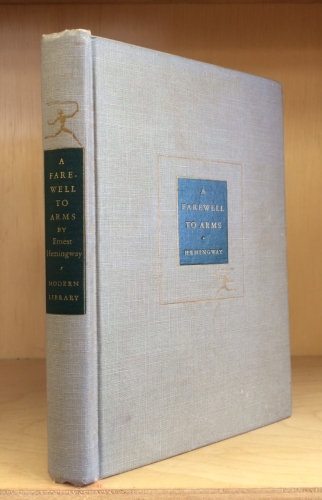 A
FARE-
WELL
TO
ARMS
BY
Ernest
Hemingway
MODERN
LIBRARY
A
FAREWELL
TO ARMS
HEMINGWAY